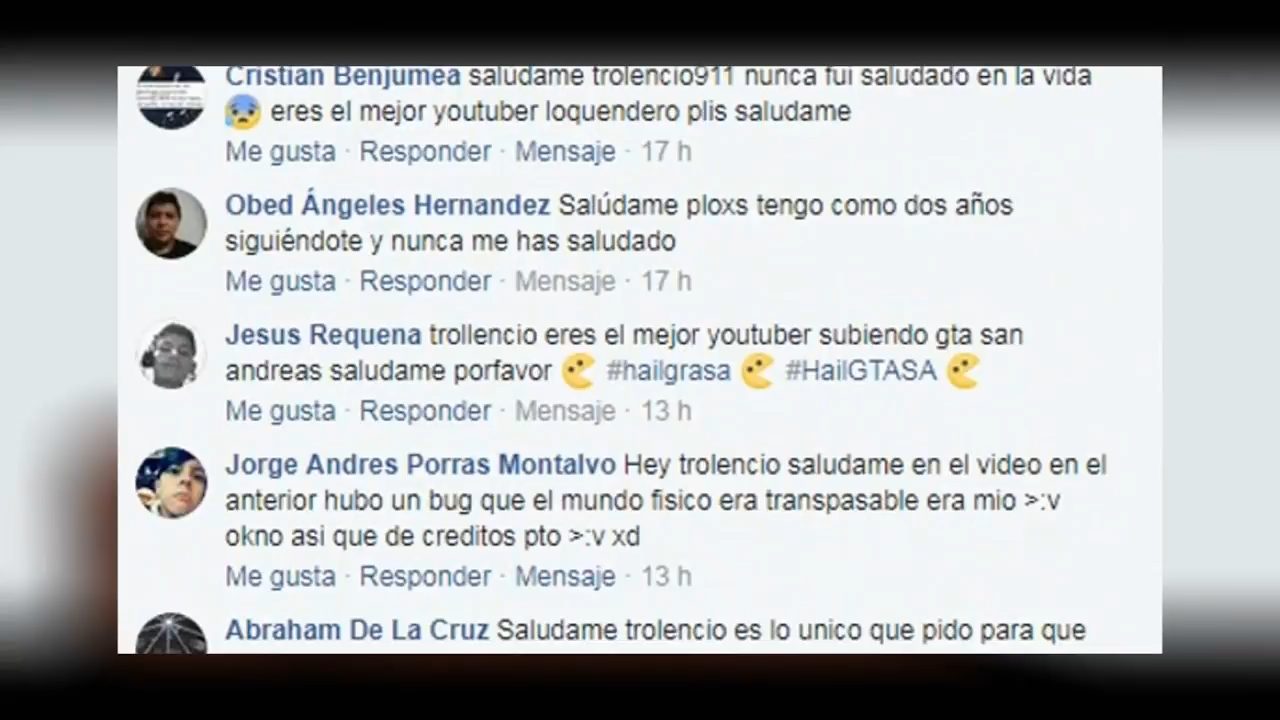 Cristian Benjumea saludame trolencio911 nunca fui saludado en la vida
eres el mejor youtuber loquendero plis saludame
Me gusta · Responder · Mensaje · 17 h
Obed Ángeles Hernandez Salúdame ploxs tengo como dos años
siguiéndote y nunca me has saludado
Me gusta · Responder · Mensaje · 17 h
Jesus Requena trollencio eres el mejor youtuber subiendo gta san
andreas saludame porfavor #hailgrasa #HailGTASA
Me gusta · Responder · Mensaje · 13 h
Jorge Andres Porras Montalvo Hey trolencio saludame en el video en el
anterior hubo un bug que el mundo fisico era transpasable era mio >:v
okno asi que de creditos pto >:v xd
Me gusta · Responder · Mensaje · 13 h
Abraham De La Cruz Saludame trolencio es lo unico que pido para que